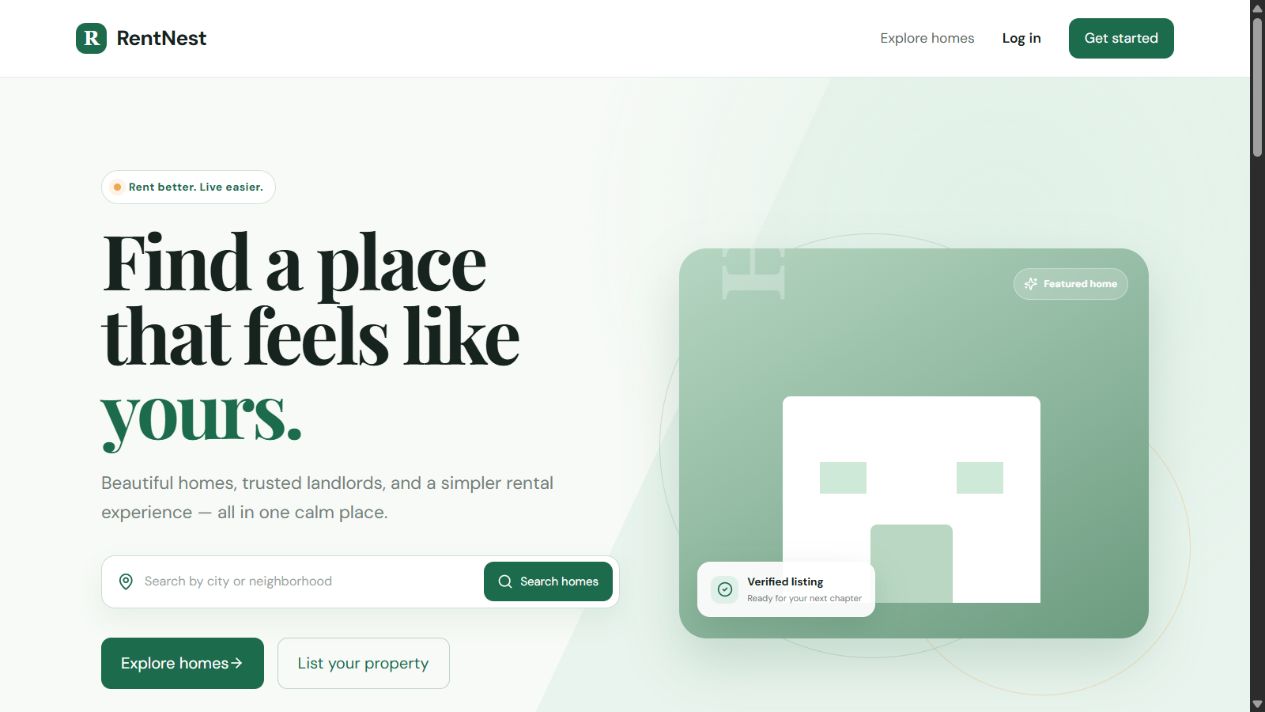 R RentNest
Explore homes
Log in
Get started
Rent better. Live easier.
Find a place
that feels like
yours.
Beautiful homes, trusted landlords, and a simpler rental
experience — all in one calm place.
Search by city or neighborhood
Search homes
Explore homes→
List your property
H
Featured home
Verified listing
Ready for your next chapter